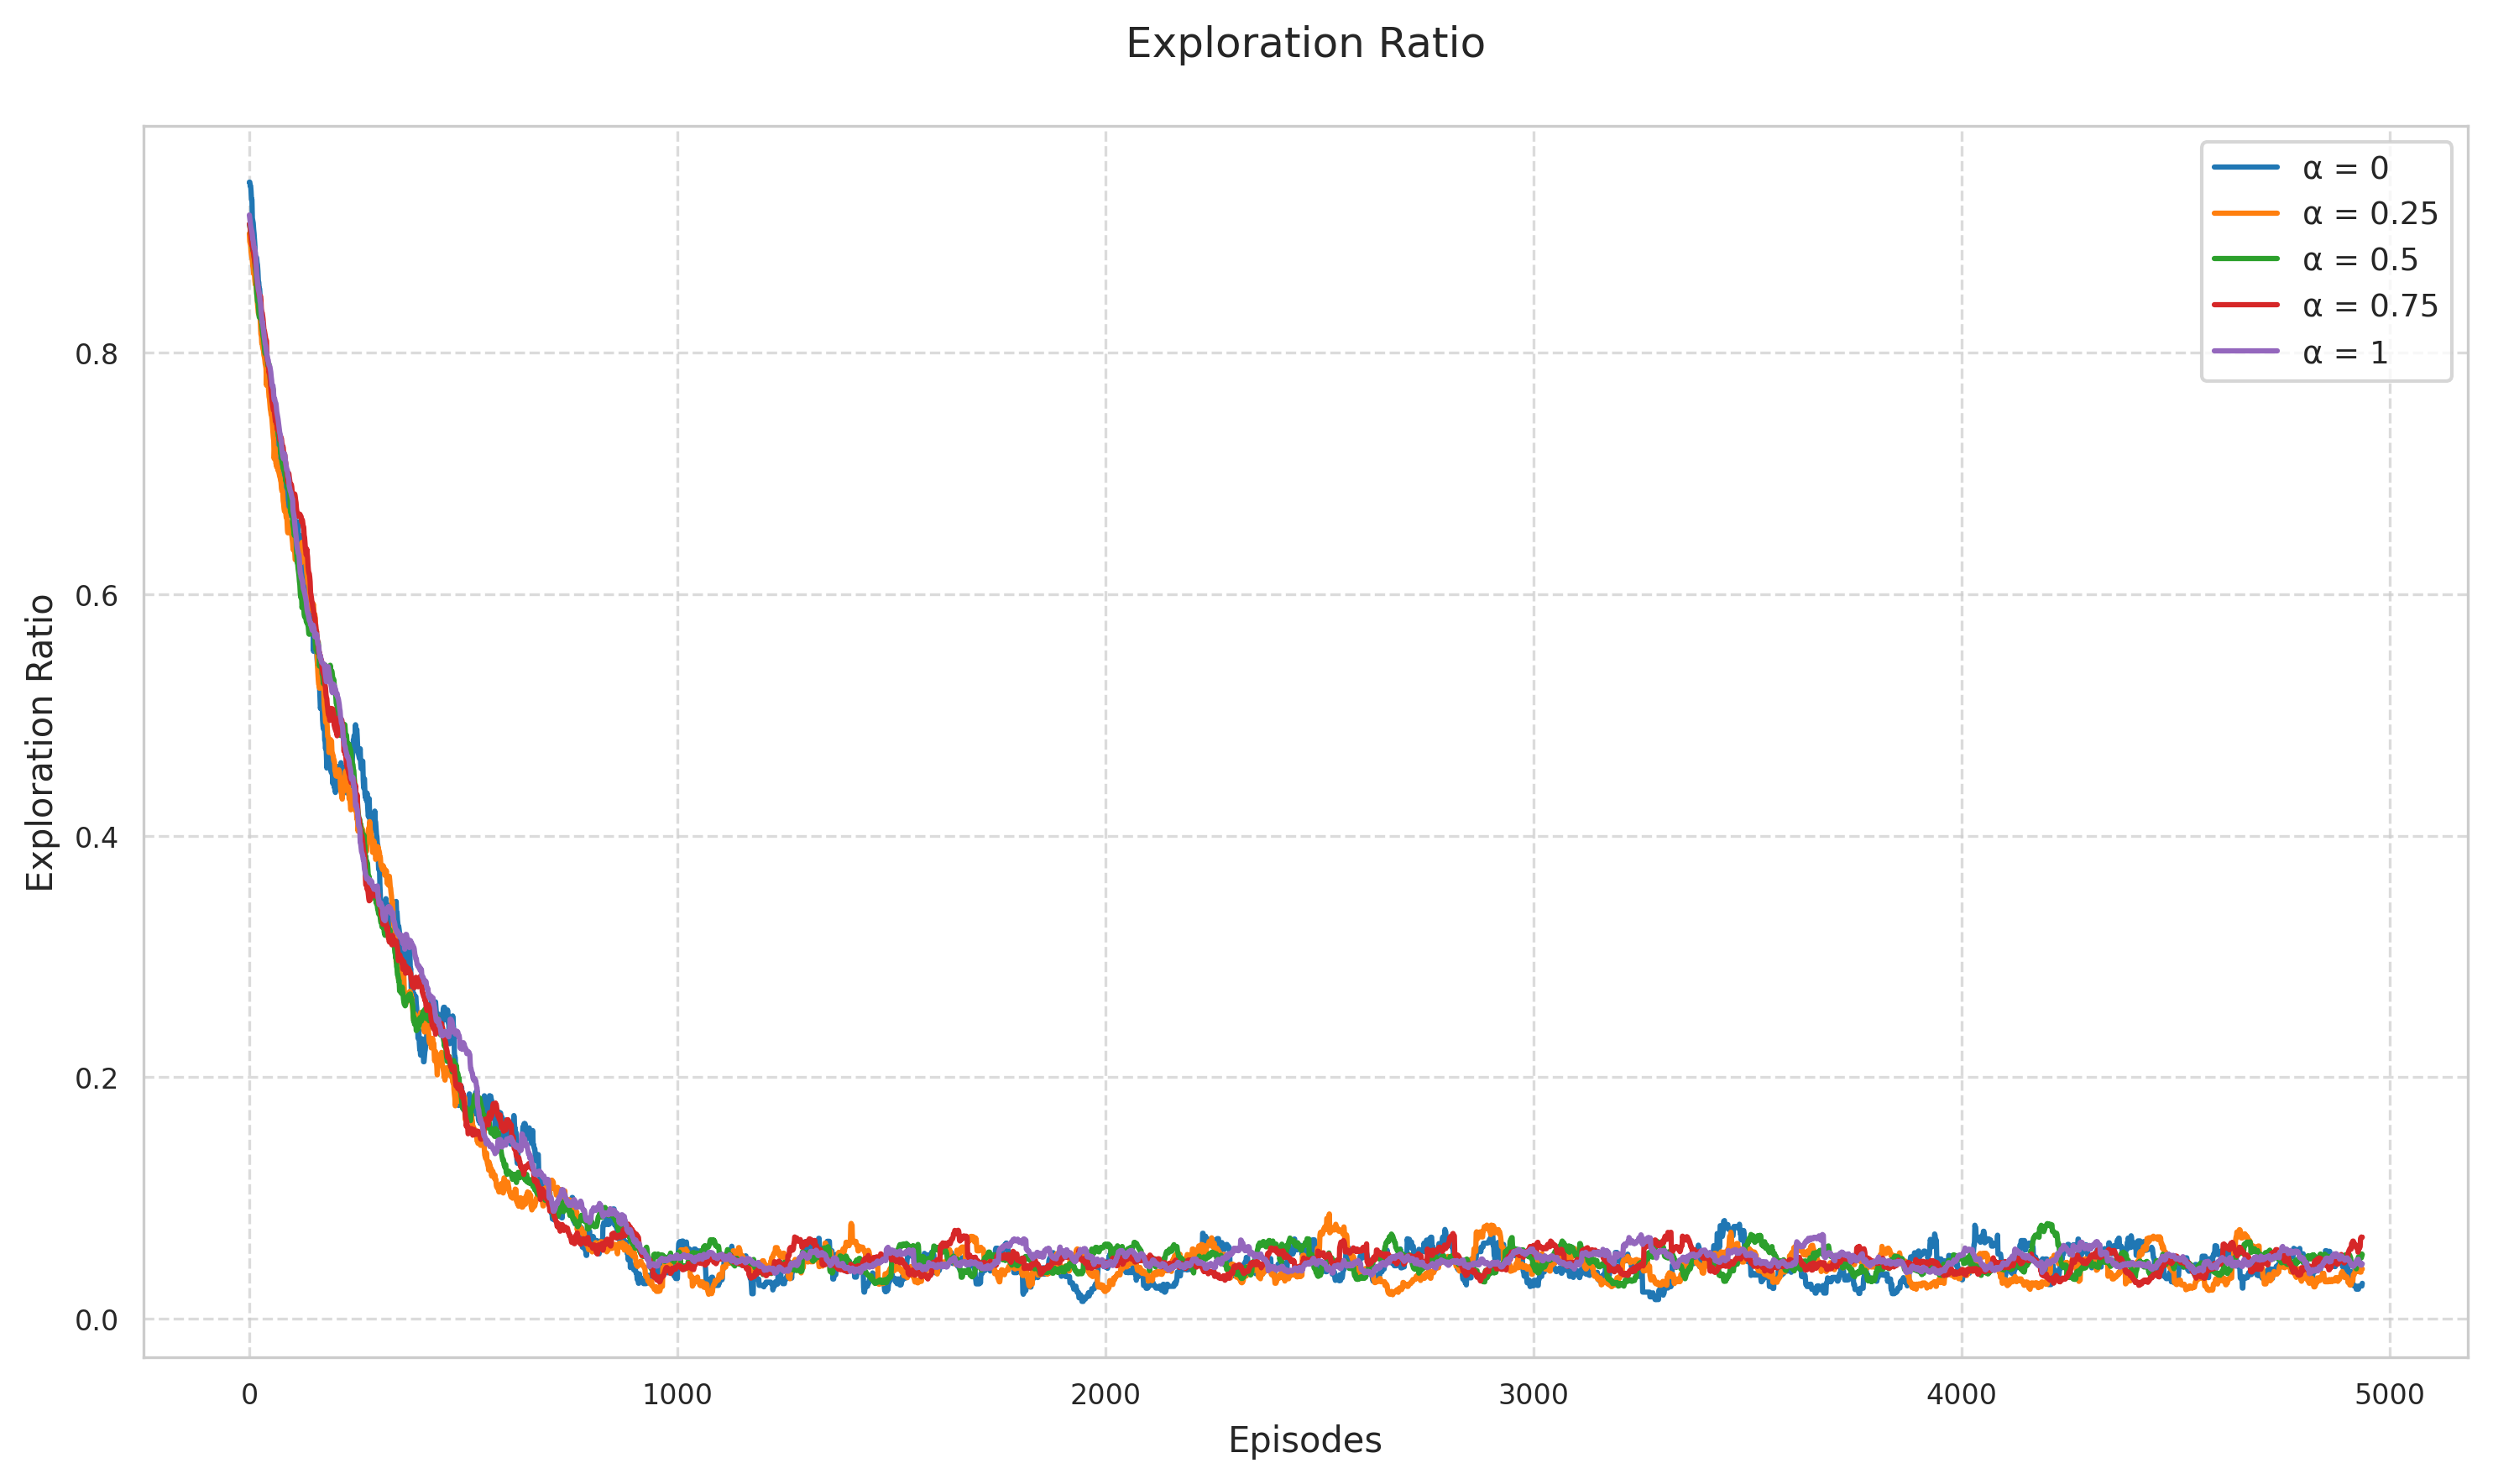 Exploration Ratio
α = 0
α = 0.25
α = 0.5
α = 0.75
α = 1
Exploration Ratio
0.8
0.6
0.4
0.2
0.0
0 1000 2000 3000 4000 5000
Episodes